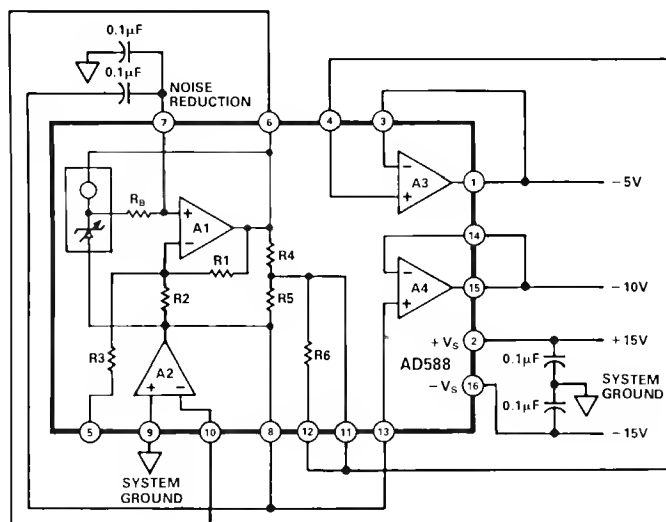 0.1µF
0.1µF
NOISE
REDUCTION
7
6
4
3
–
+
A3
1
–5V
R_B
+
–
A1
R4
R1
R2
R5
R3
R6
–
+
A4
14
15
–10V
+V_S
2
+15V
AD588
0.1µF
SYSTEM
GROUND
–V_S
16
0.1µF
–15V
A2
+
–
5
9
10
8
12
11
13
SYSTEM
GROUND